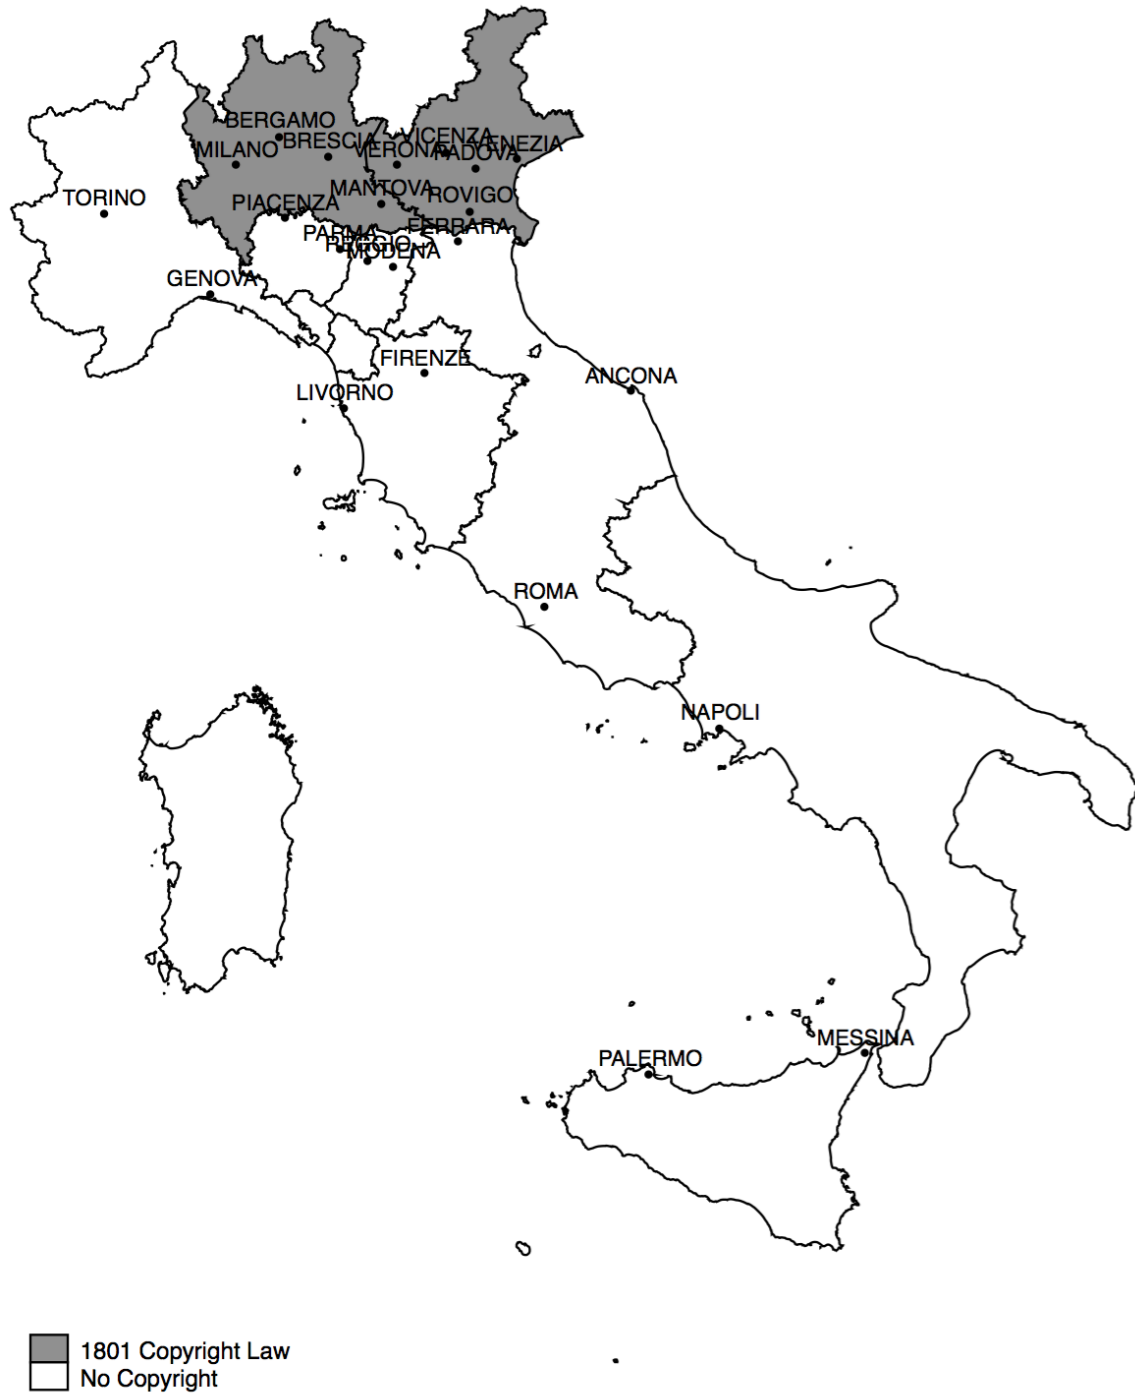 BERGAMO
BRESCIA
MILANO
VERONA
VICENZA
PADOVA
VENEZIA
TORINO
PIACENZA
MANTOVA
ROVIGO
PARMA
REGGIO
MODENA
FERRARA
GENOVA
FIRENZE
LIVORNO
ANCONA
ROMA
NAPOLI
MESSINA
PALERMO
1801 Copyright Law
No Copyright